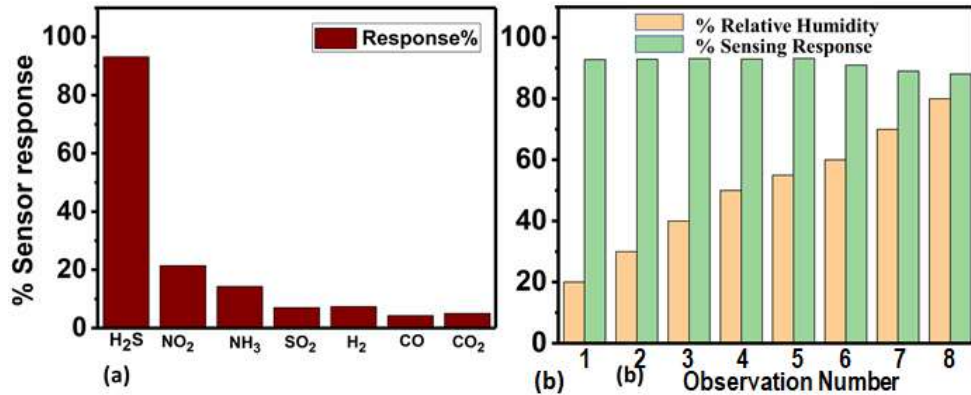 Response%
% Sensor response
100
80
60
40
20
0
H₂S NO₂ NH₃ SO₂ H₂ CO CO₂
(a)
% Relative Humidity
% Sensing Response
100
80
60
40
20
0
1 2 3 4 5 6 7 8
(b) (b) Observation Number